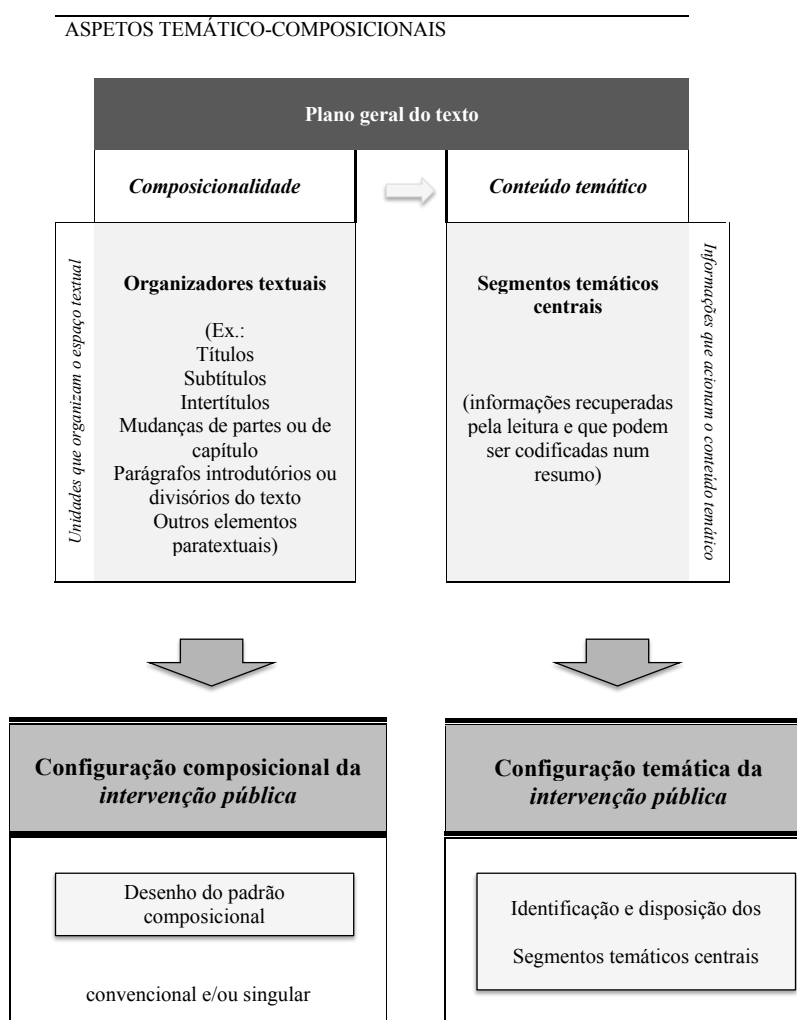 ASPETOS TEMÁTICO-COMPOSICIONAIS
Plano geral do texto
Composicionalidade
Conteúdo temático
Unidades que organizam o espaço textual
Organizadores textuais
(Ex.:
Títulos
Subtítulos
Intertítulos
Mudanças de partes ou de
capítulo
Parágrafos introdutórios ou
divisórios do texto
Outros elementos
paratextuais)
Segmentos temáticos
centrais
(informações recuperadas
pela leitura e que podem
ser codificadas num
resumo)
Informações que acionam o conteúdo temático
Configuração composicional da
intervenção pública
Desenho do padrão
composicional
convencional e/ou singular
Configuração temática da
intervenção pública
Identificação e disposição dos
Segmentos temáticos centrais